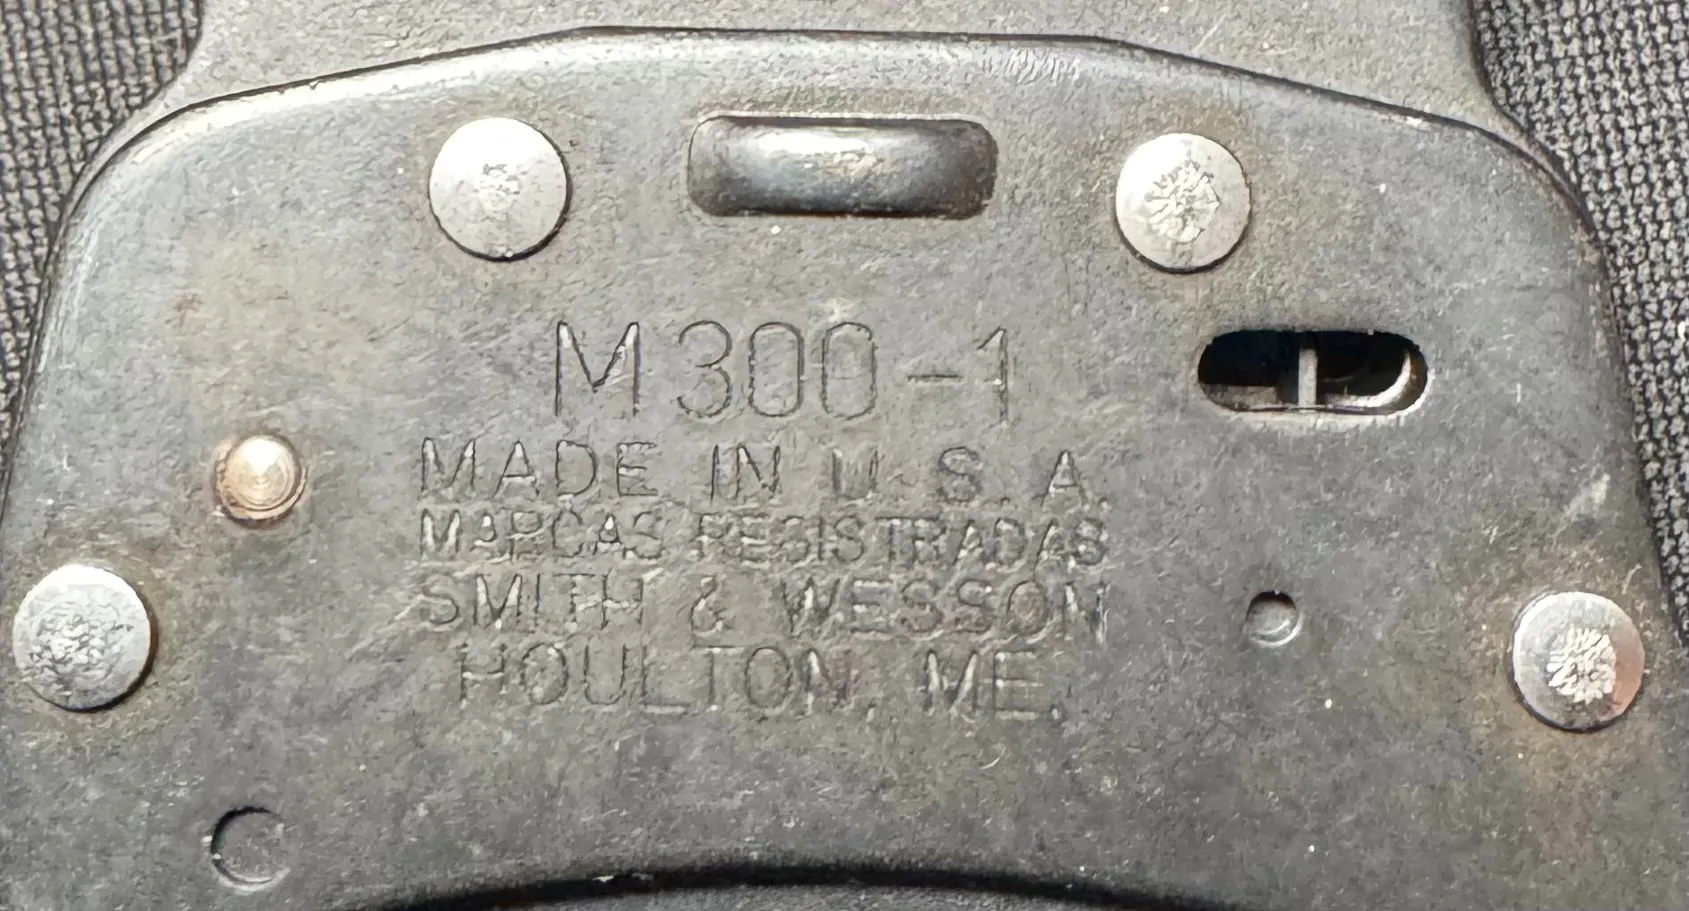 M300-1
MADE IN U.S.A.
MARCAS REGISTRADAS
SMITH & WESSON
HOULTON, ME.